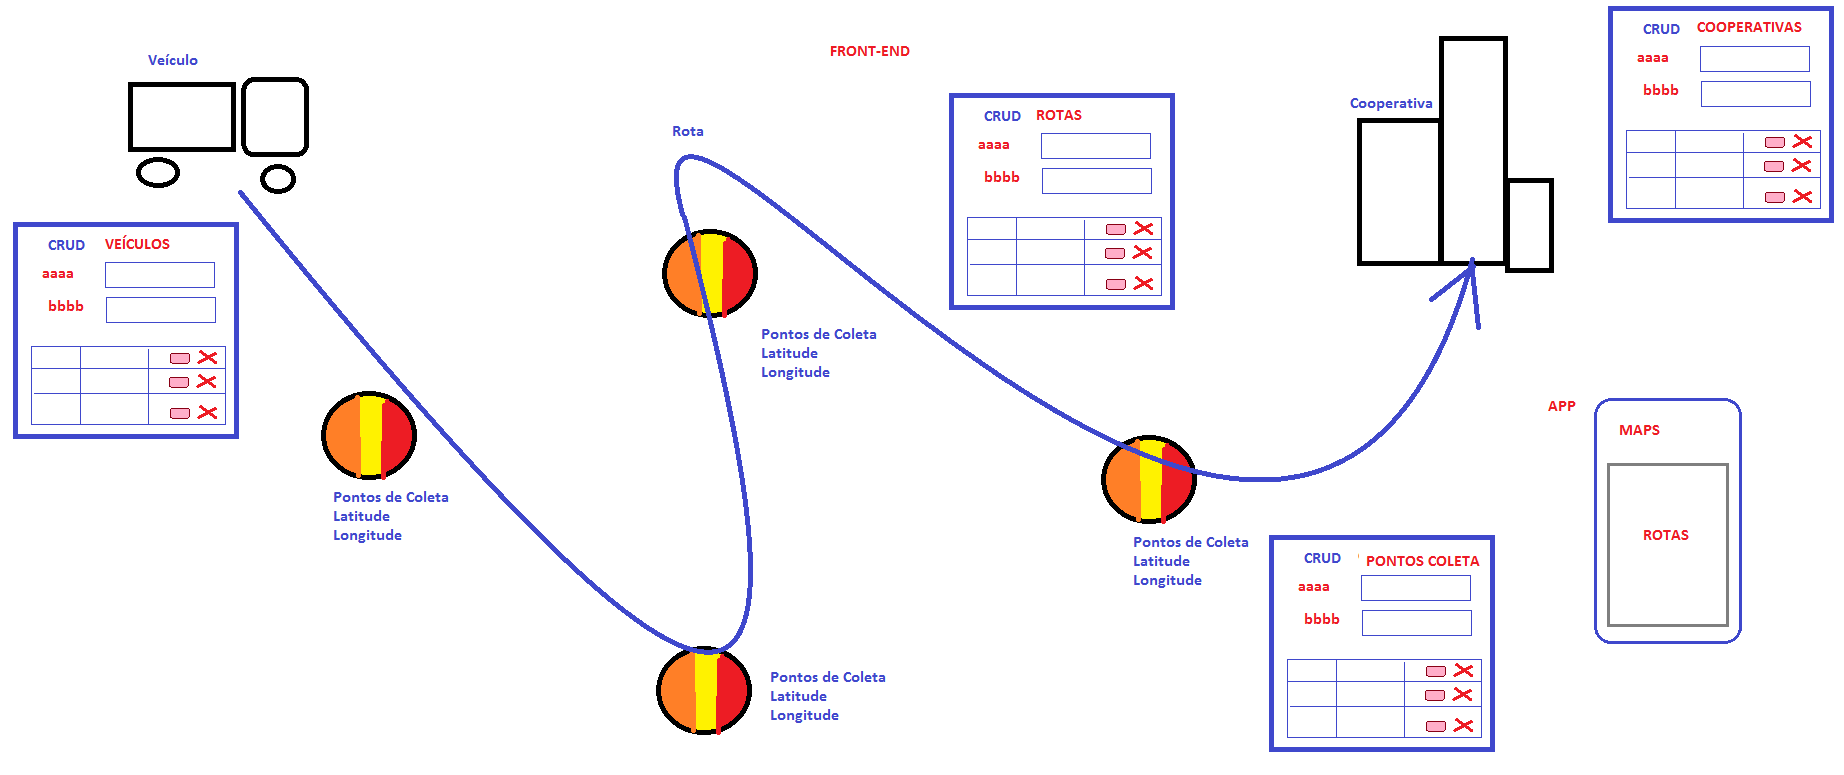 Veículo
CRUD VEÍCULOS
aaaa
bbbb
Pontos de Coleta
Latitude
Longitude
Rota
Pontos de Coleta
Latitude
Longitude
Pontos de Coleta
Latitude
Longitude
FRONT-END
CRUD ROTAS
aaaa
bbbb
Cooperativa
CRUD COOPERATIVAS
aaaa
bbbb
Pontos de Coleta
Latitude
Longitude
CRUD PONTOS COLETA
aaaa
bbbb
APP
MAPS
ROTAS